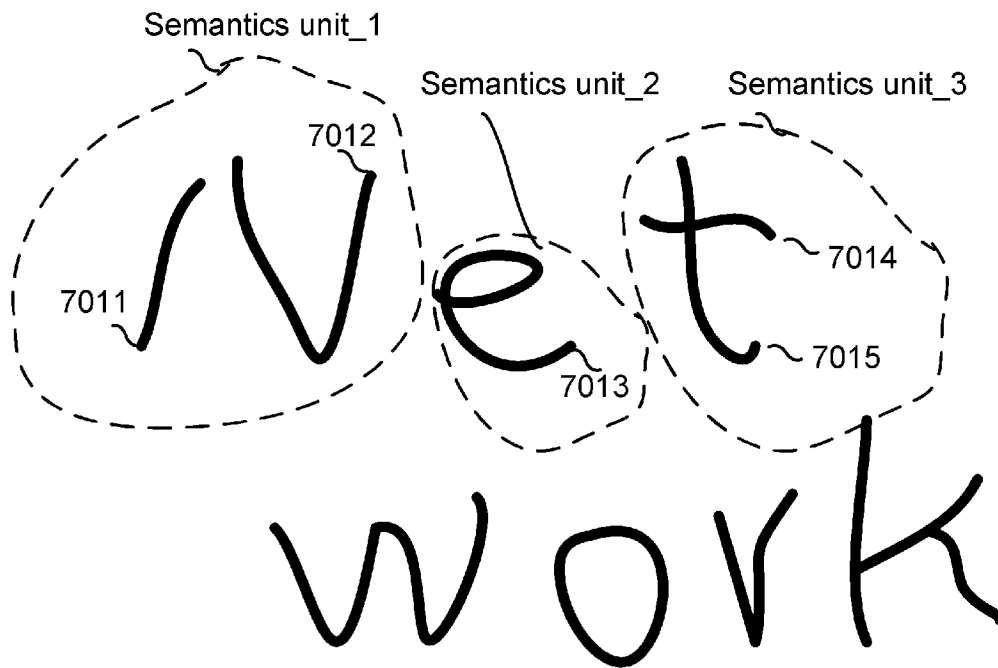 Semantics unit_1
Semantics unit_2
Semantics unit_3
7012
7011
7014
7015
7013
Net
work